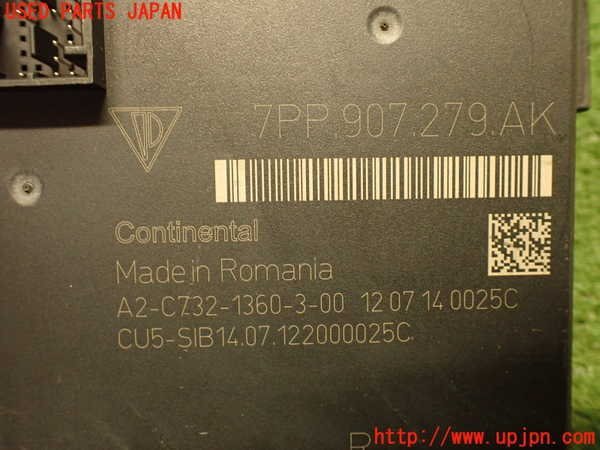 USED PARTS JAPAN
7PP.907.279.AK
Continental
Made in Romania
A2-C732-1360-3-00 12 07 14 0025C
CU5-SIB14.07.122000025C
http://www.upjpn.com/